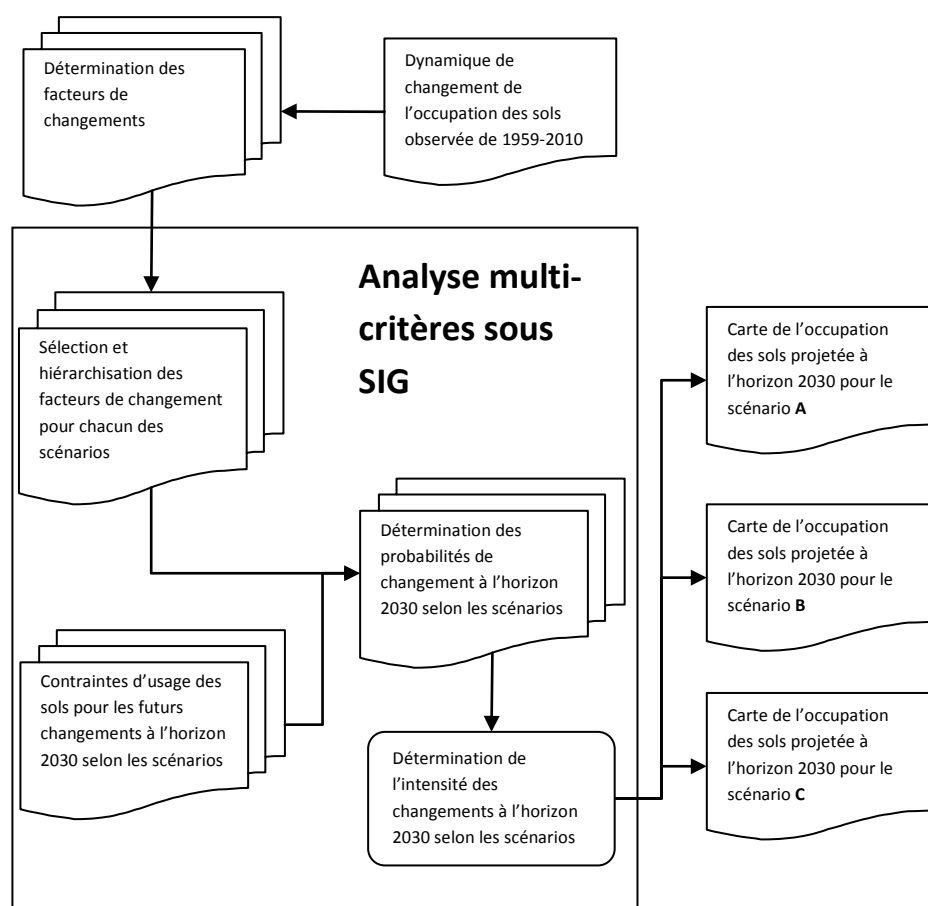 Détermination des
facteurs de
changements
Dynamique de
changement de
l’occupation des sols
observée de 1959-2010
Analyse multi-
critères sous
SIG
Sélection et
hiérarchisation des
facteurs de changement
pour chacun des
scénarios
Détermination des
probabilités de
changement à l’horizon
2030 selon les scénarios
Contraintes d’usage des
sols pour les futurs
changements à l’horizon
2030 selon les scénarios
Détermination de
l’intensité des
changements à l’horizon
2030 selon les scénarios
Carte de l’occupation
des sols projetée à
l’horizon 2030 pour le
scénario A
Carte de l’occupation
des sols projetée à
l’horizon 2030 pour le
scénario B
Carte de l’occupation
des sols projetée à
l’horizon 2030 pour le
scénario C